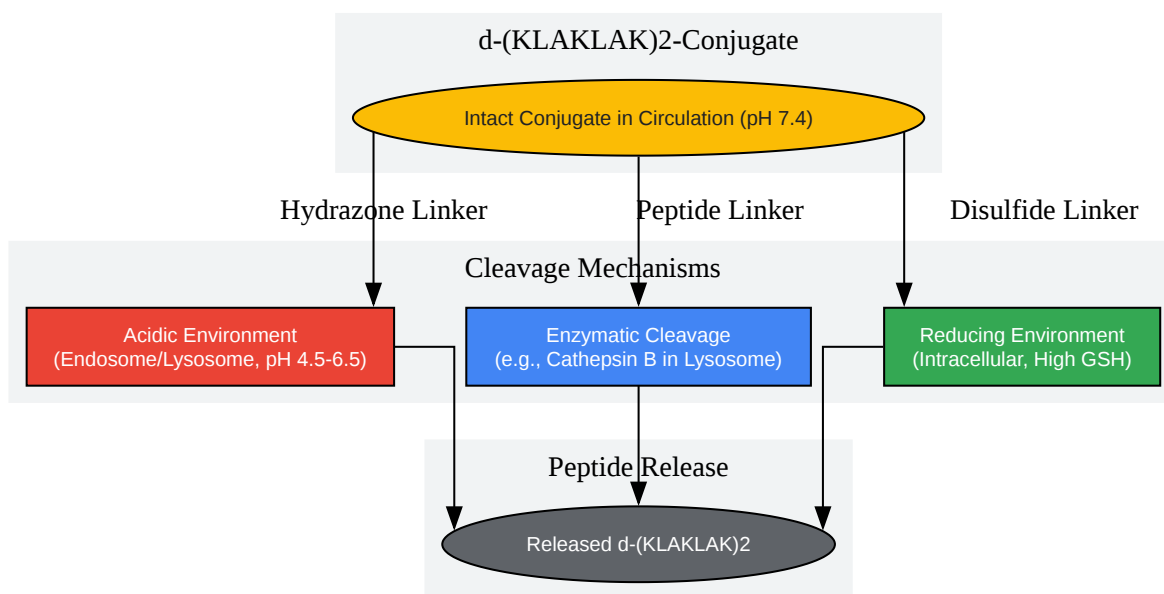 d-(KLAKLAK)2-Conjugate
Intact Conjugate in Circulation (pH 7.4)
Hydrazone Linker
Peptide Linker
Disulfide Linker
Cleavage Mechanisms
Acidic Environment
(Endosome/Lysosome, pH 4.5-6.5)
Enzymatic Cleavage
(e.g., Cathepsin B in Lysosome)
Reducing Environment
(Intracellular, High GSH)
Peptide Release
Released d-(KLAKLAK)2